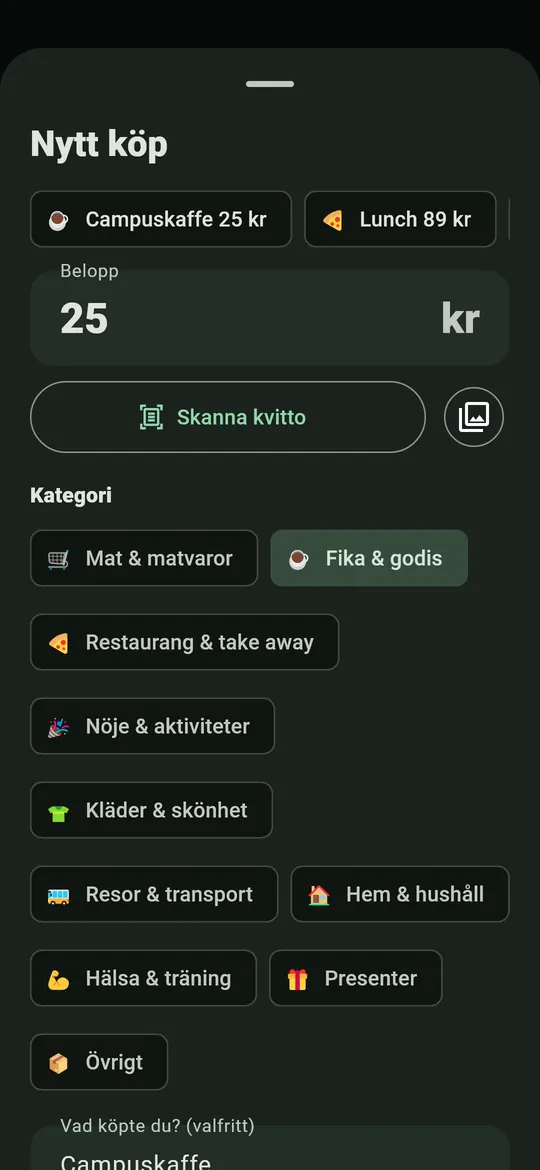 Nytt köp
Campuskaffe 25 kr
Lunch 89 kr
Belopp
25 kr
Skanna kvitto
Kategori
Mat & matvaror
Fika & godis
Restaurang & take away
Nöje & aktiviteter
Kläder & skönhet
Resor & transport
Hem & hushåll
Hälsa & träning
Presenter
Övrigt
Vad köpte du? (valfritt)
Campuskaffe